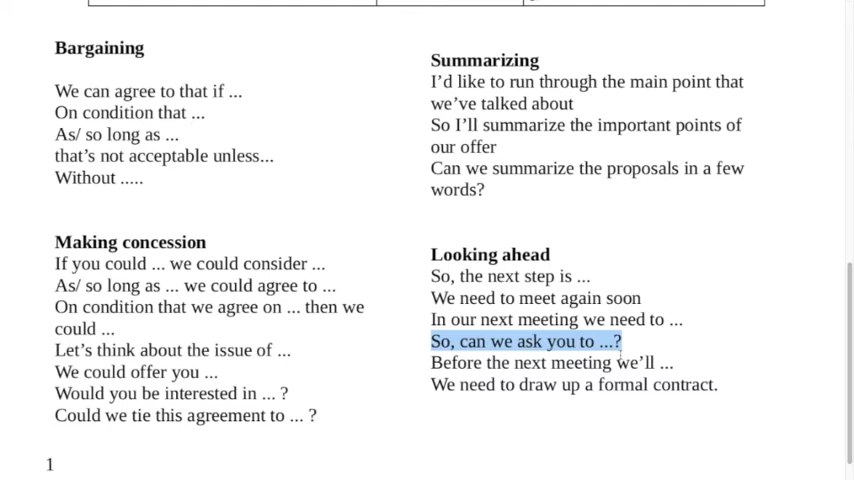 Bargaining
We can agree to that if ...
On condition that ...
As/ so long as ...
that’s not acceptable unless...
Without .....
Making concession
If you could ... we could consider ...
As/ so long as ... we could agree to ...
On condition that we agree on ... then we
could ...
Let’s think about the issue of ...
We could offer you ...
Would you be interested in ... ?
Could we tie this agreement to ... ?
Summarizing
I’d like to run through the main point that
we’ve talked about
So I’ll summarize the important points of
our offer
Can we summarize the proposals in a few
words?
Looking ahead
So, the next step is ...
We need to meet again soon
In our next meeting we need to ...
So, can we ask you to ...?
Before the next meeting we’ll ...
We need to draw up a formal contract.
1